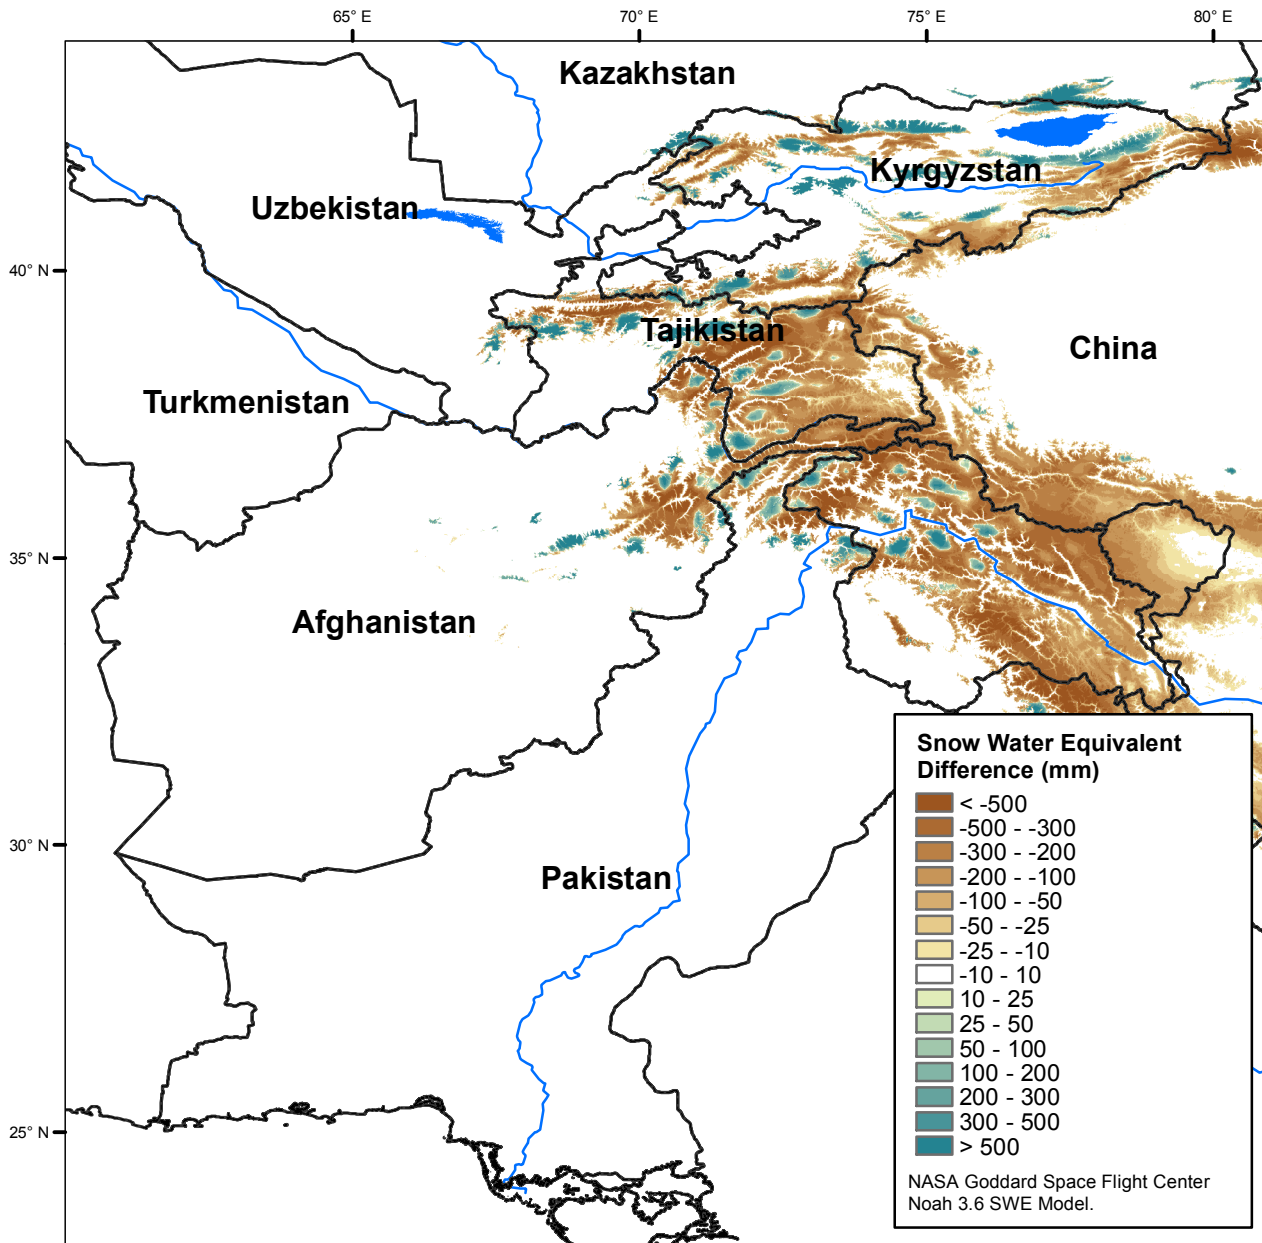 65° E
70° E
75° E
80° E
Kazakhstan
Kyrgyzstan
Uzbekistan
40° N
Tajikistan
China
Turkmenistan
35° N
Afghanistan
30° N
Pakistan
25° N
Snow Water Equivalent
Difference (mm)
< -500
-500 - -300
-300 - -200
-200 - -100
-100 - -50
-50 - -25
-25 - -10
-10 - 10
10 - 25
25 - 50
50 - 100
100 - 200
200 - 300
300 - 500
> 500
NASA Goddard Space Flight Center
Noah 3.6 SWE Model.